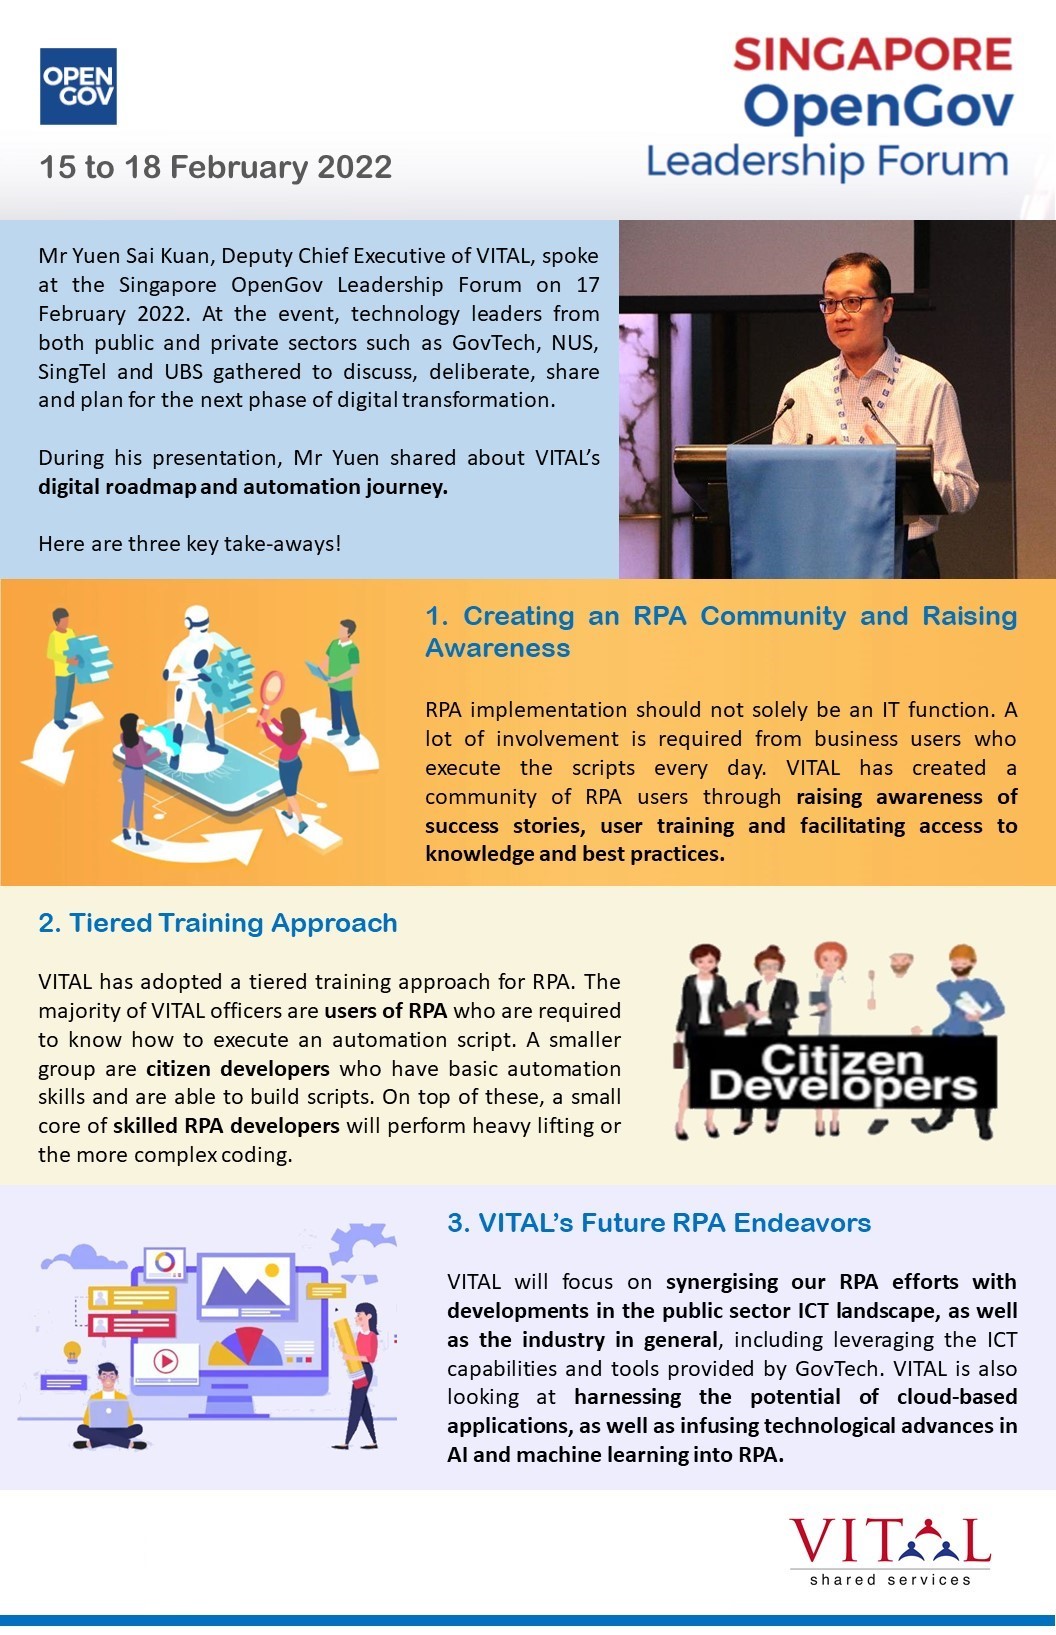 OPEN
GOV
SINGAPORE
OpenGov
Leadership Forum
15 to 18 February 2022
Mr Yuen Sai Kuan, Deputy Chief Executive of VITAL, spoke
at the Singapore OpenGov Leadership Forum on 17
February 2022. At the event, technology leaders from
both public and private sectors such as GovTech, NUS,
SingTel and UBS gathered to discuss, deliberate, share
and plan for the next phase of digital transformation.
During his presentation, Mr Yuen shared about VITAL’s
digital roadmap and automation journey.
Here are three key take-aways!
1. Creating an RPA Community and Raising
Awareness
RPA implementation should not solely be an IT function. A
lot of involvement is required from business users who
execute the scripts every day. VITAL has created a
community of RPA users through raising awareness of
success stories, user training and facilitating access to
knowledge and best practices.
2. Tiered Training Approach
VITAL has adopted a tiered training approach for RPA. The
majority of VITAL officers are users of RPA who are required
to know how to execute an automation script. A smaller
group are citizen developers who have basic automation
skills and are able to build scripts. On top of these, a small
core of skilled RPA developers will perform heavy lifting or
the more complex coding.
Citizen
Developers
3. VITAL’s Future RPA Endeavors
VITAL will focus on synergising our RPA efforts with
developments in the public sector ICT landscape, as well
as the industry in general, including leveraging the ICT
capabilities and tools provided by GovTech. VITAL is also
looking at harnessing the potential of cloud-based
applications, as well as infusing technological advances in
AI and machine learning into RPA.
VITAL
shared services